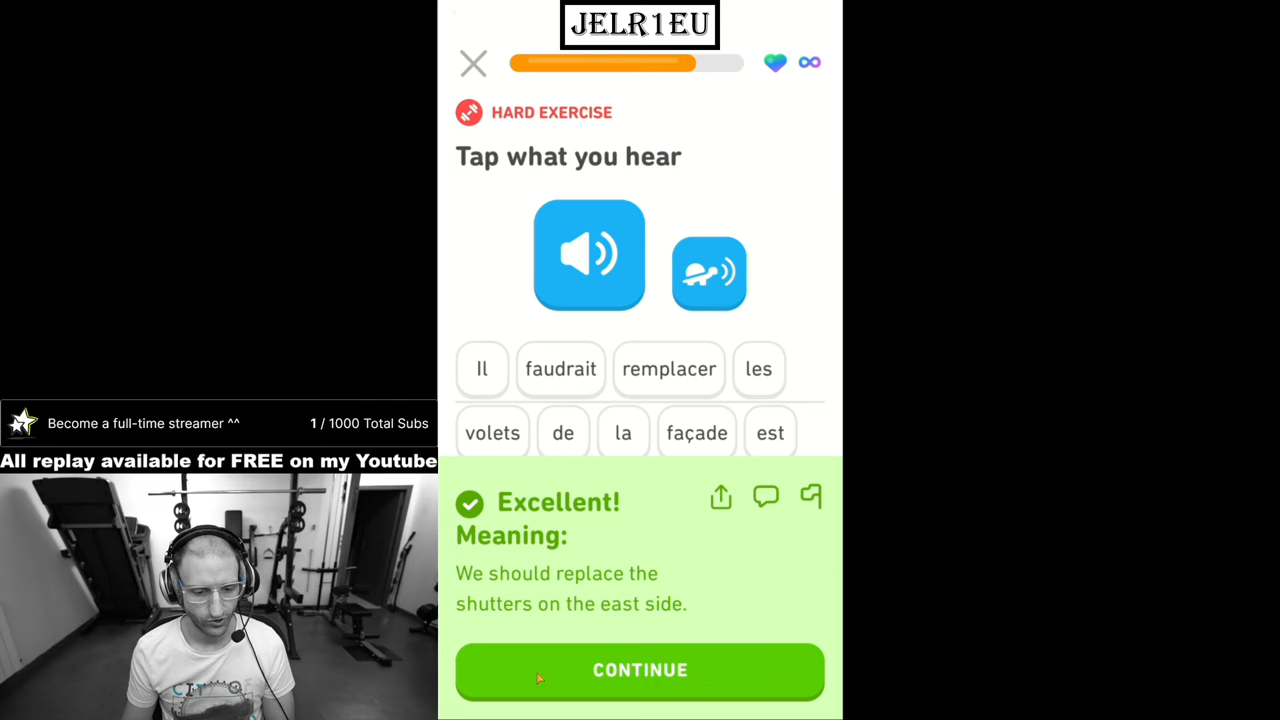 JELR1EU
HARD EXERCISE
Tap what you hear
Il faudrait remplacer les
volets de la façade est
Become a full-time streamer ^^ 1 / 1000 Total Subs
All replay available for FREE on my Youtube
Excellent!
Meaning:
We should replace the
shutters on the east side.
CONTINUE